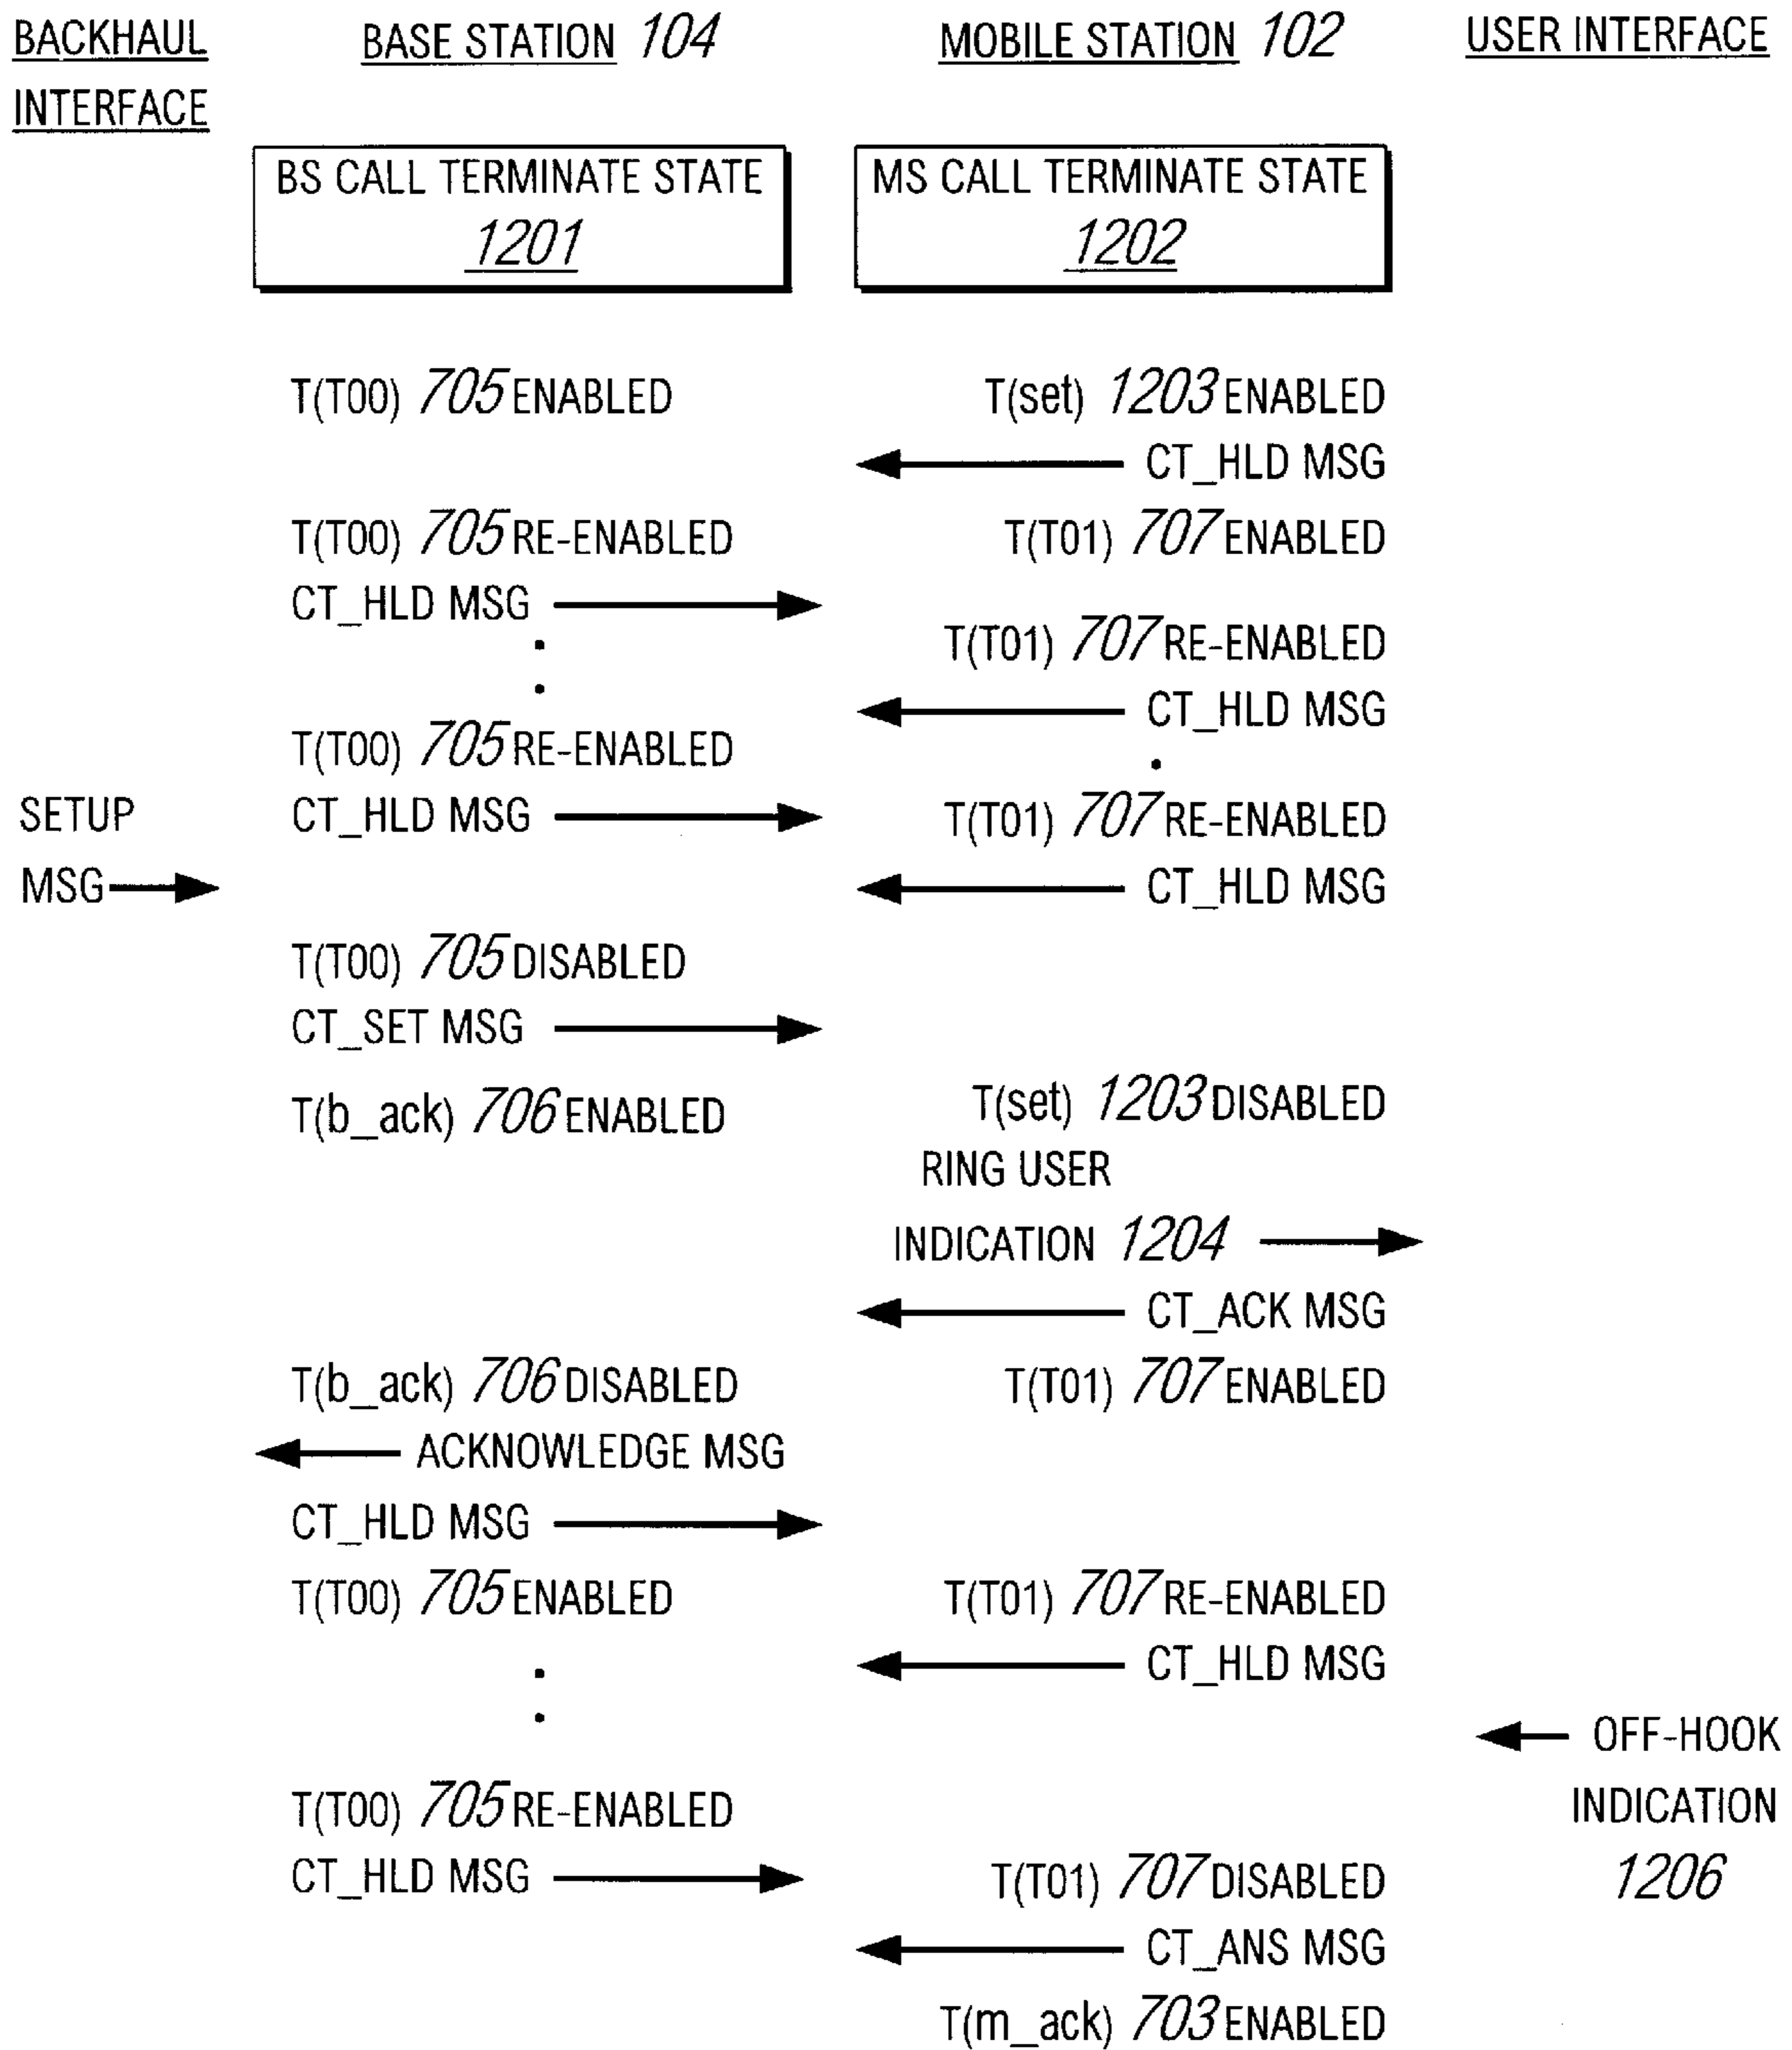 BACKHAUL INTERFACE
BASE STATION 104
MOBILE STATION 102
USER INTERFACE
BS CALL TERMINATE STATE
1201
MS CALL TERMINATE STATE
1202
T(T00) 705 ENABLED
T(set) 1203 ENABLED
CT_HLD MSG
T(T00) 705 RE-ENABLED
T(T01) 707 ENABLED
CT_HLD MSG
T(T01) 707 RE-ENABLED
CT_HLD MSG
T(T00) 705 RE-ENABLED
SETUP
CT_HLD MSG
T(T01) 707 RE-ENABLED
MSG
CT_HLD MSG
T(T00) 705 DISABLED
CT_SET MSG
T(b_ack) 706 ENABLED
T(set) 1203 DISABLED
RING USER
INDICATION 1204
CT_ACK MSG
T(b_ack) 706 DISABLED
T(T01) 707 ENABLED
ACKNOWLEDGE MSG
CT_HLD MSG
T(T00) 705 ENABLED
T(T01) 707 RE-ENABLED
CT_HLD MSG
OFF-HOOK
T(T00) 705 RE-ENABLED
INDICATION
CT_HLD MSG
T(T01) 707 DISABLED
1206
CT_ANS MSG
T(m_ack) 703 ENABLED